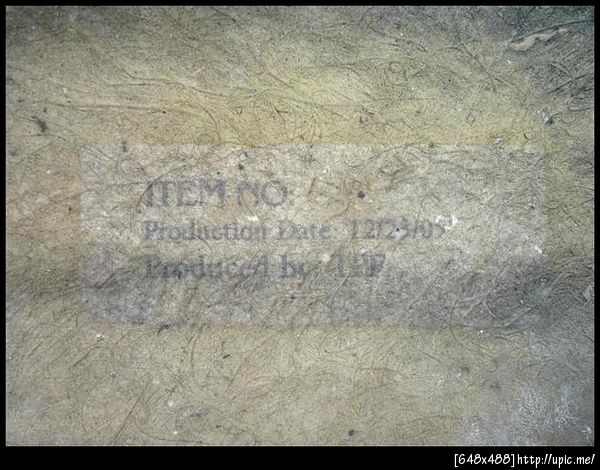 ITEM NO:
Production Date 12/23/05
Produced by:
[648x488]http://upic.me/